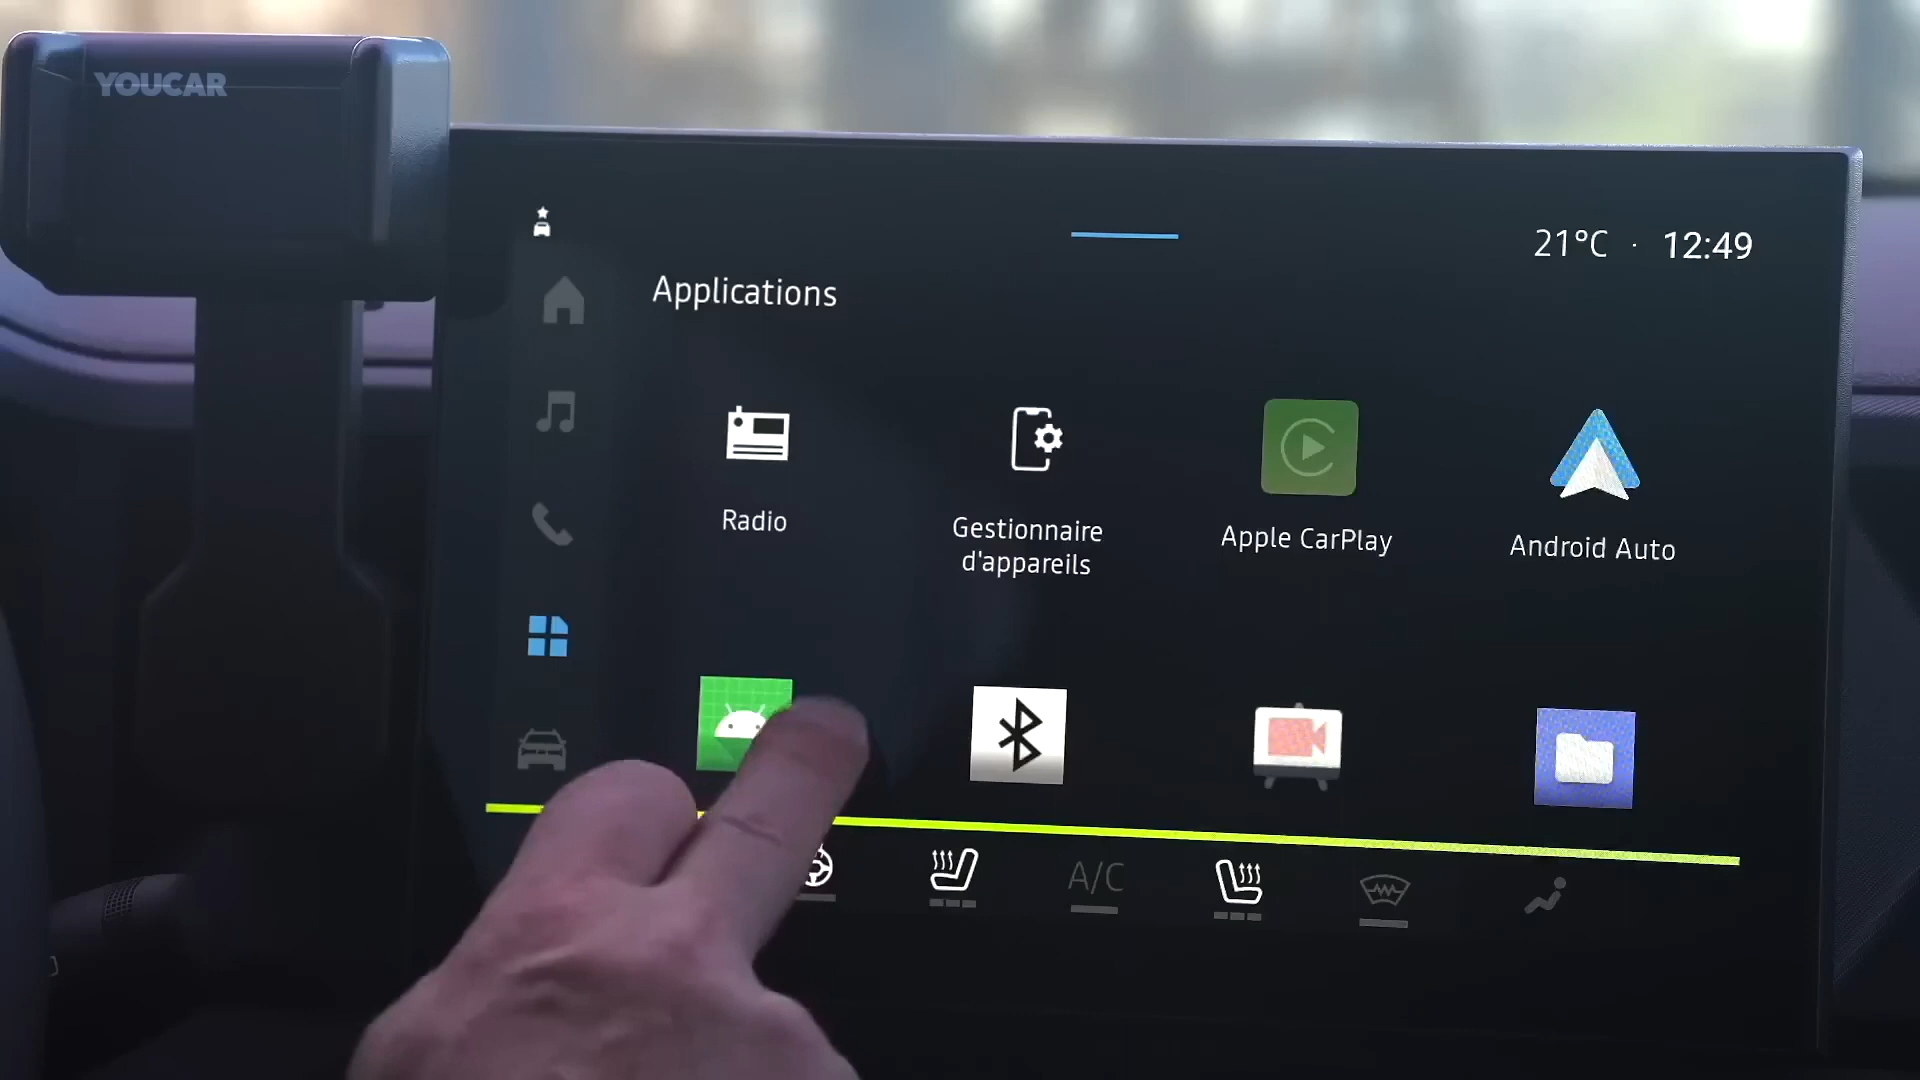 YOUCAR
21°C · 12:49
Applications
Radio
Gestionnaire
d'appareils
Apple CarPlay
Android Auto
A/C